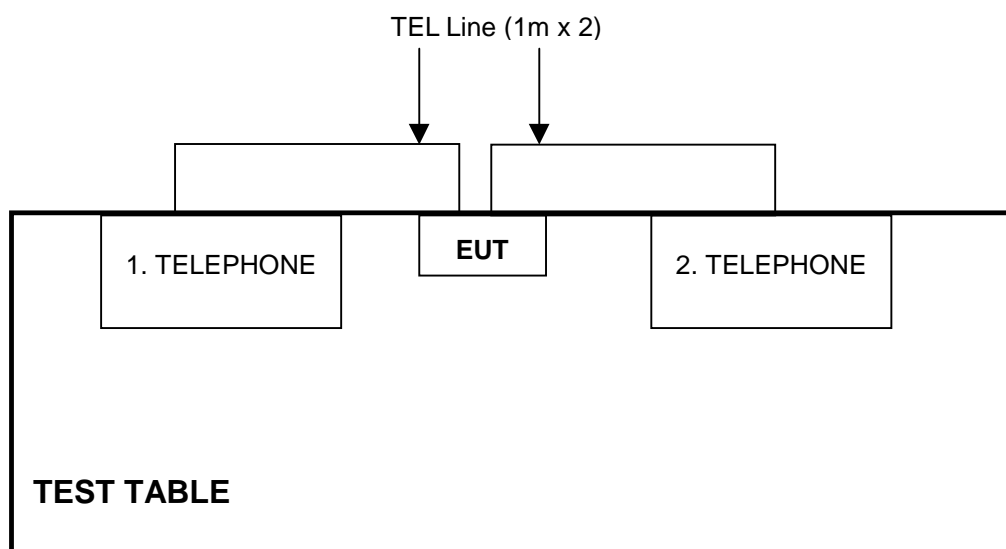 TEL Line (1m x 2)
1. TELEPHONE
EUT
2. TELEPHONE
TEST TABLE